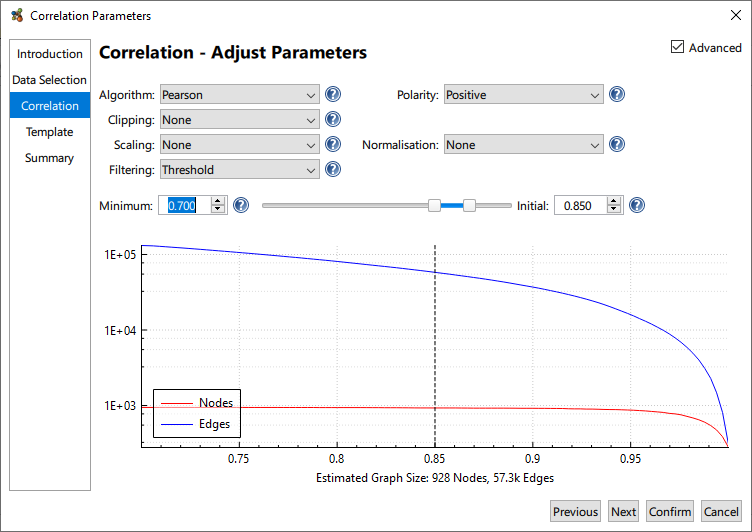 Correlation Parameters
Introduction
Data Selection
Correlation
Template
Summary
Correlation - Adjust Parameters
Advanced
Algorithm: Pearson Polarity: Positive
Clipping: None
Scaling: None Normalisation: None
Filtering: Threshold
Minimum: 0.700 Initial: 0.850
1E+05
1E+04
1E+03
Nodes
Edges
0.75 0.8 0.85 0.9 0.95
Estimated Graph Size: 928 Nodes, 57.3k Edges
Previous Next Confirm Cancel